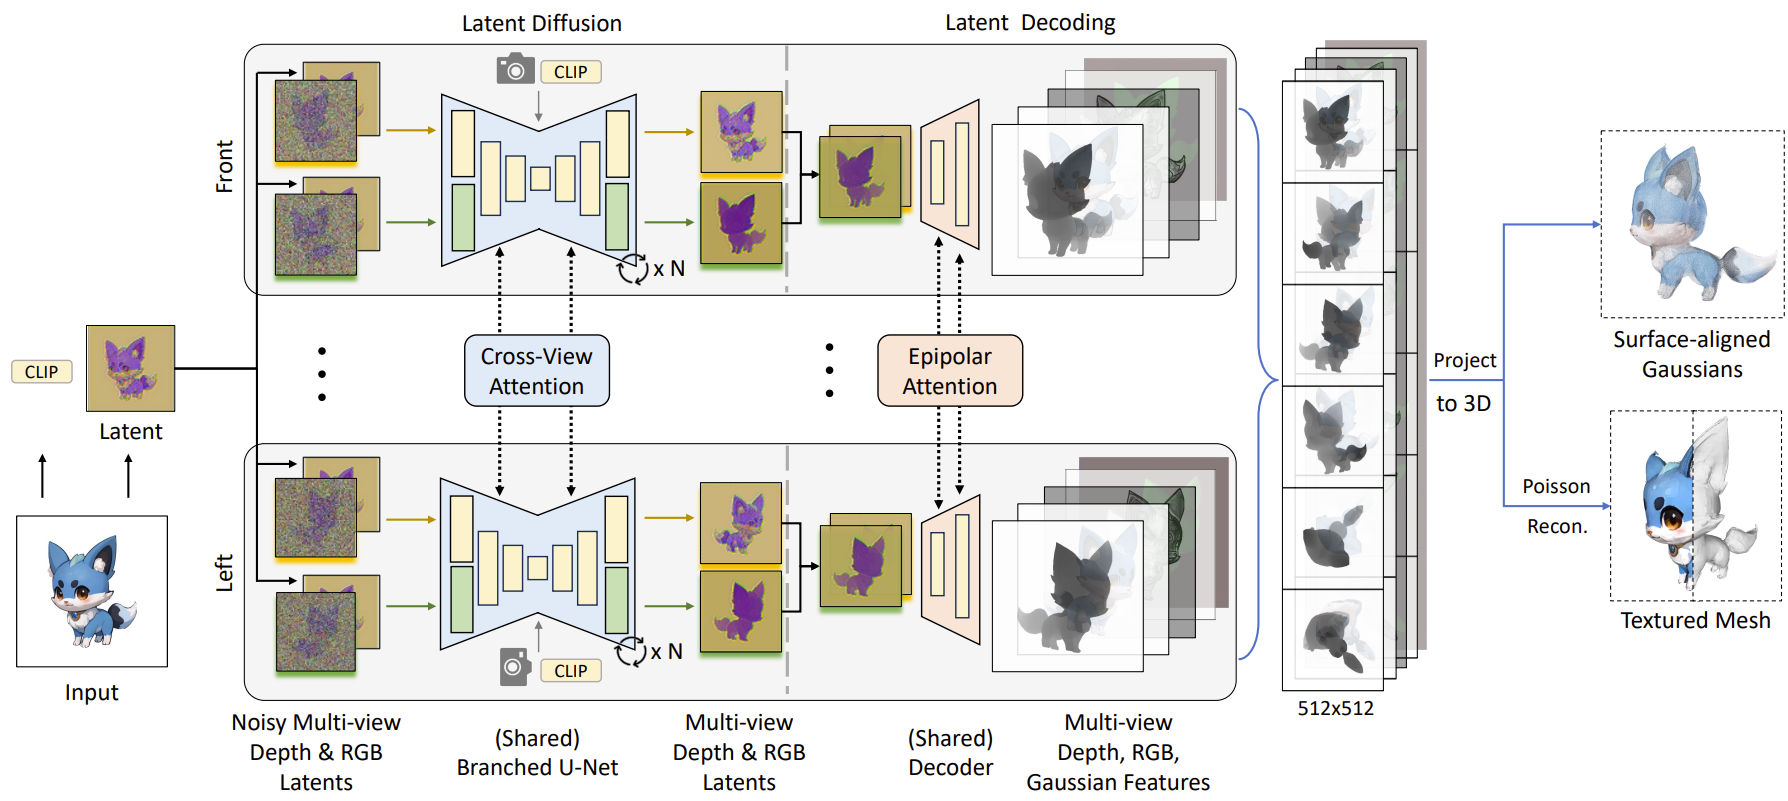 Latent Diffusion
Latent Decoding
CLIP
Front
x N
CLIP
Latent
Input
Cross-View
Attention
Epipolar
Attention
Left
x N
CLIP
Noisy Multi-view
Depth & RGB
Latents
(Shared)
Branched U-Net
Multi-view
Depth & RGB
Latents
(Shared)
Decoder
Multi-view
Depth, RGB,
Gaussian Features
512x512
Project
to 3D
Surface-aligned
Gaussians
Poisson
Recon.
Textured Mesh